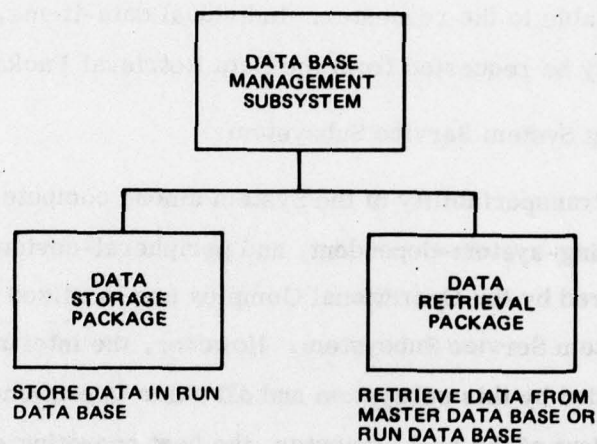 DATA BASE
MANAGEMENT
SUBSYSTEM
DATA
STORAGE
PACKAGE
DATA
RETRIEVAL
PACKAGE
STORE DATA IN RUN
DATA BASE
RETRIEVE DATA FROM
MASTER DATA BASE OR
RUN DATA BASE